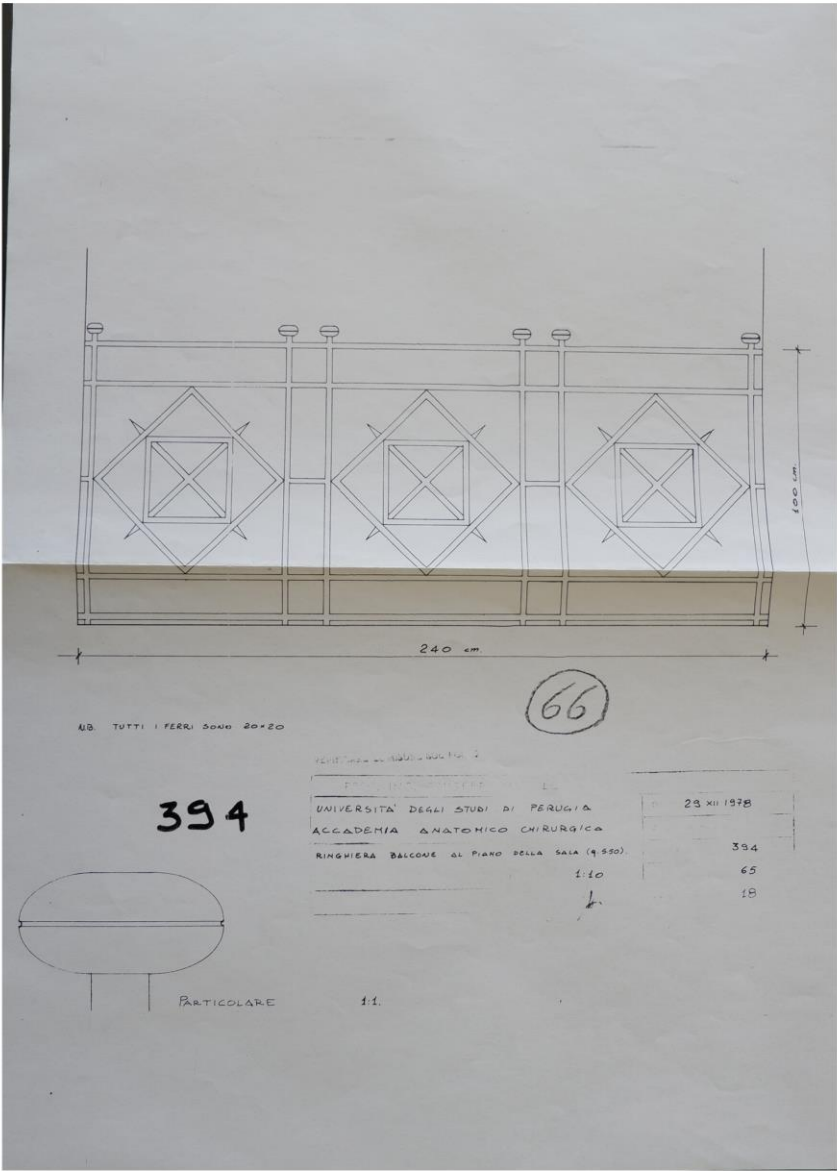 100 cm.
240 cm.
66
NB. TUTTI I FERRI SONO 20×20
394
UNIVERSITA' DEGLI STUDI DI PERUGIA
ACCADEMIA ANATOMICO CHIRURGICA
RINGHIERA BALCONE AL PIANO DELLA SALA (q. 550).
1:10
29 XII 1978
394
65
18
PARTICOLARE 1:1.